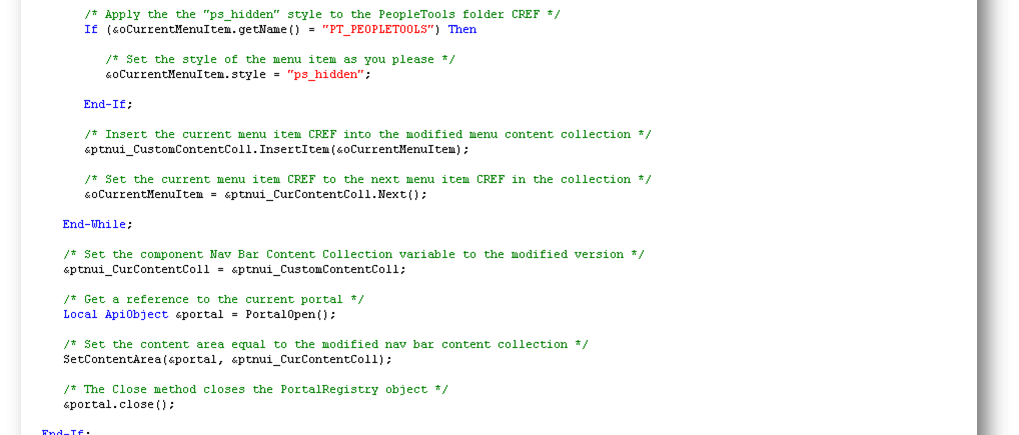 /* Apply the the "ps_hidden" style to the PeopleTools folder CREF */
If (&oCurrentMenuItem.getName() = "PT_PEOPLETOOLS") Then
/* Set the style of the menu item as you please */
&oCurrentMenuItem.style = "ps_hidden";
End-If;
/* Insert the current menu item CREF into the modified menu content collection */
&ptnui_CustomContentColl.InsertItem(&oCurrentMenuItem);
/* Set the current menu item CREF to the next menu item CREF in the collection */
&oCurrentMenuItem = &ptnui_CurContentColl.Next();
End-While;
/* Set the component Nav Bar Content Collection variable to the modified version */
&ptnui_CurContentColl = &ptnui_CustomContentColl;
/* Get a reference to the current portal */
Local ApiObject &portal = PortalOpen();
/* Set the content area equal to the modified nav bar content collection */
SetContentArea(&portal, &ptnui_CurContentColl);
/* The Close method closes the PortalRegistry object */
&portal.close();
End-If;